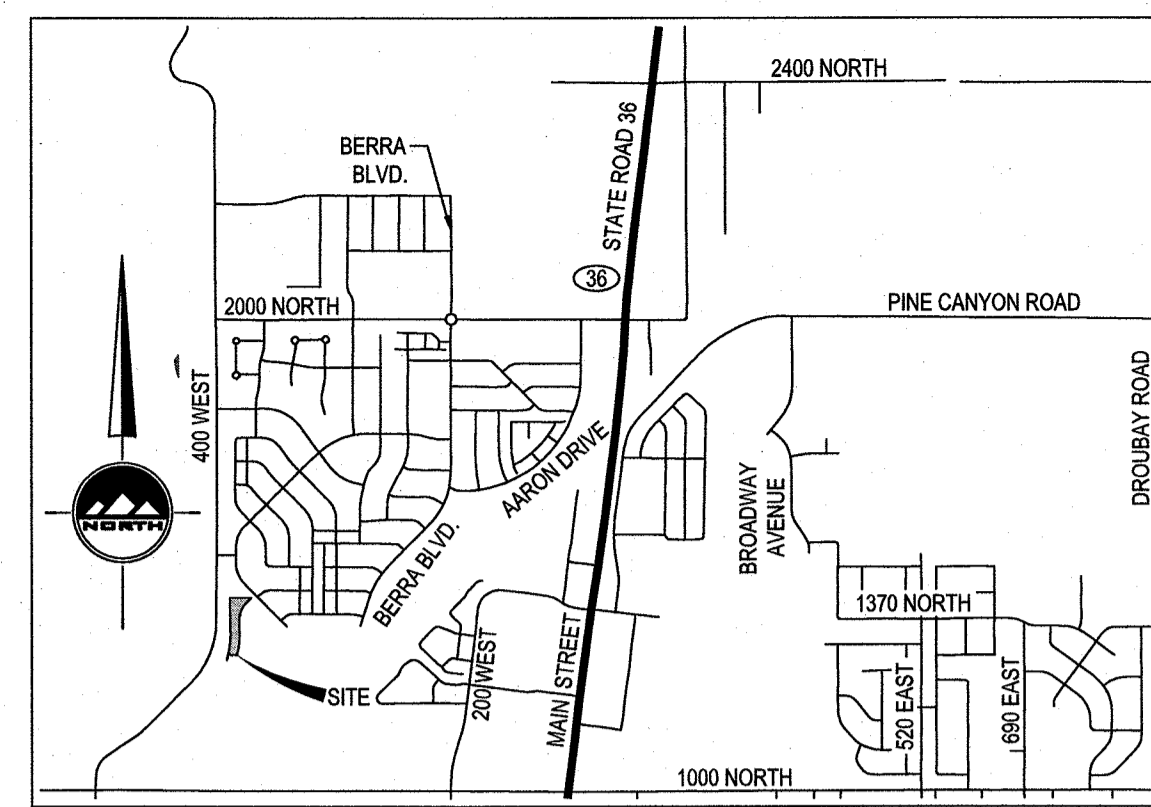 2400 NORTH
BERRA
BLVD.
STATE ROAD 36
36
2000 NORTH
PINE CANYON ROAD
400 WEST
DROUBAY ROAD
AARON DRIVE
BROADWAY
AVENUE
NORTH
BERRA BLVD.
1370 NORTH
SITE
200 WEST
MAIN STREET
520 EAST
690 EAST
1000 NORTH